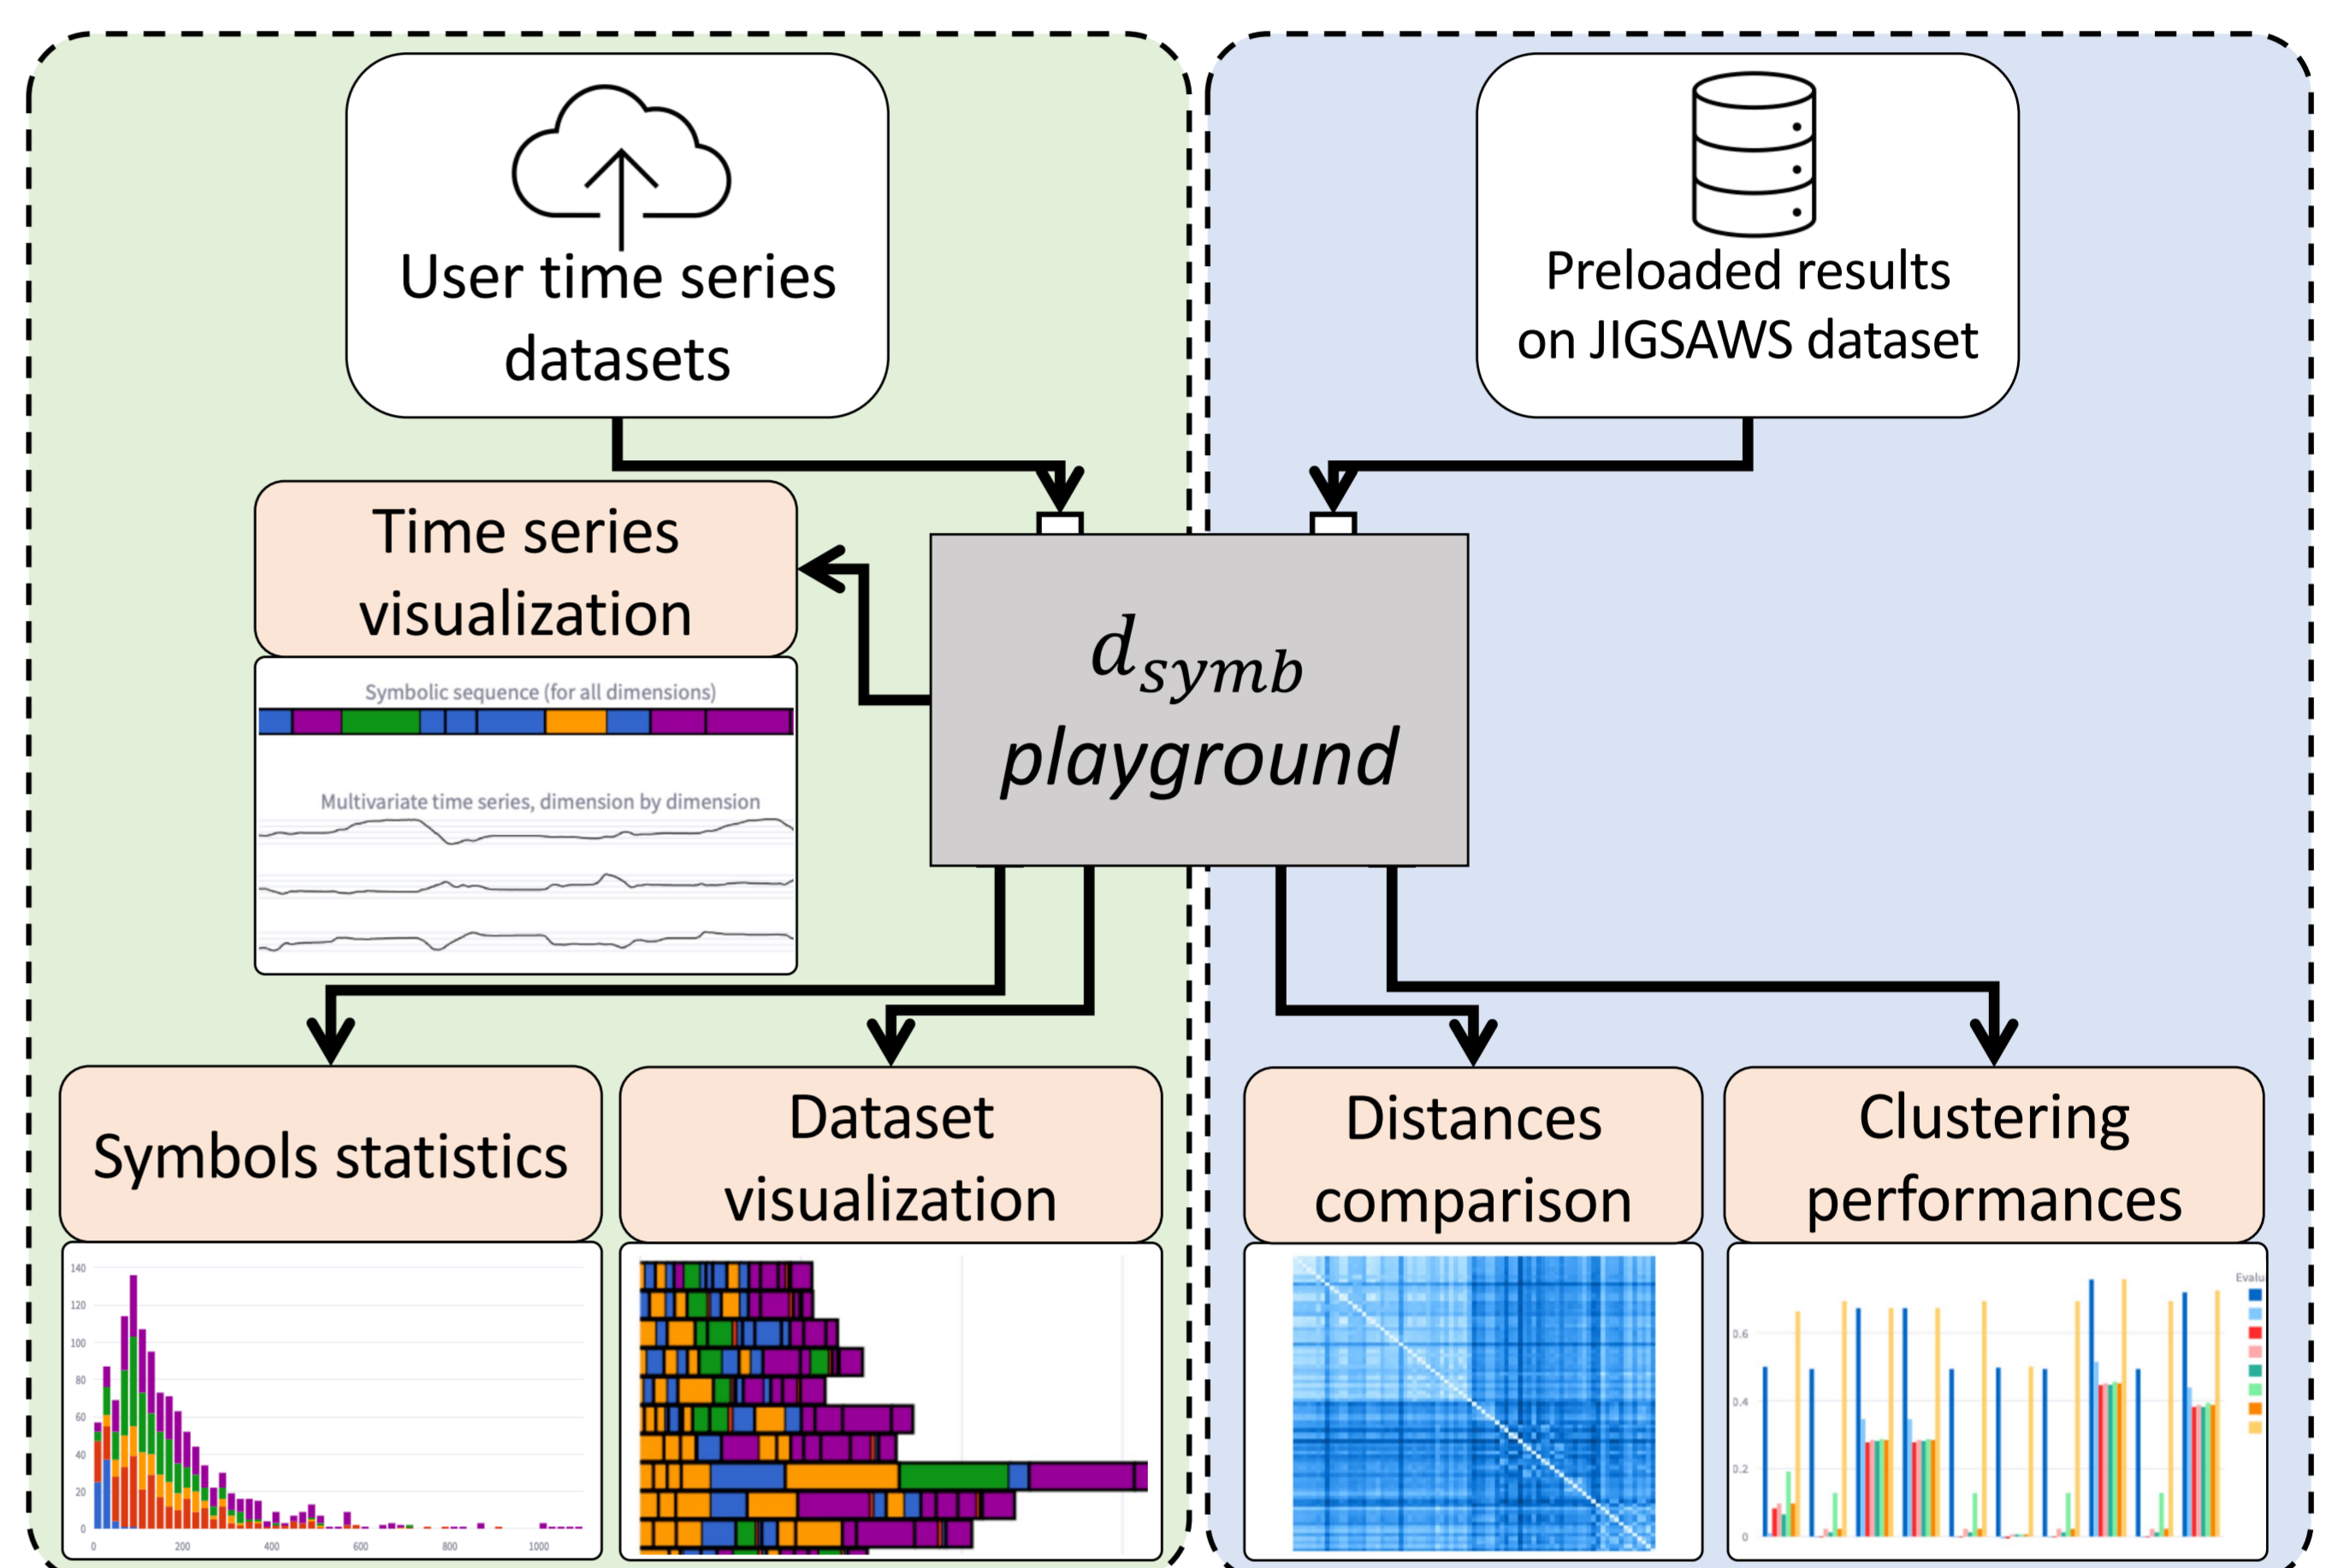 User time series
datasets
Preloaded results
on JIGSAWS dataset
Time series
visualization
Symbolic sequence (for all dimensions)
Multivariate time series, dimension by dimension
d_symb
playground
Symbols statistics
Dataset
visualization
Distances
comparison
Clustering
performances
140
120
100
80
60
40
20
0
0 200 400 600 800 1000
Evalu
0.6
0.4
0.2
0